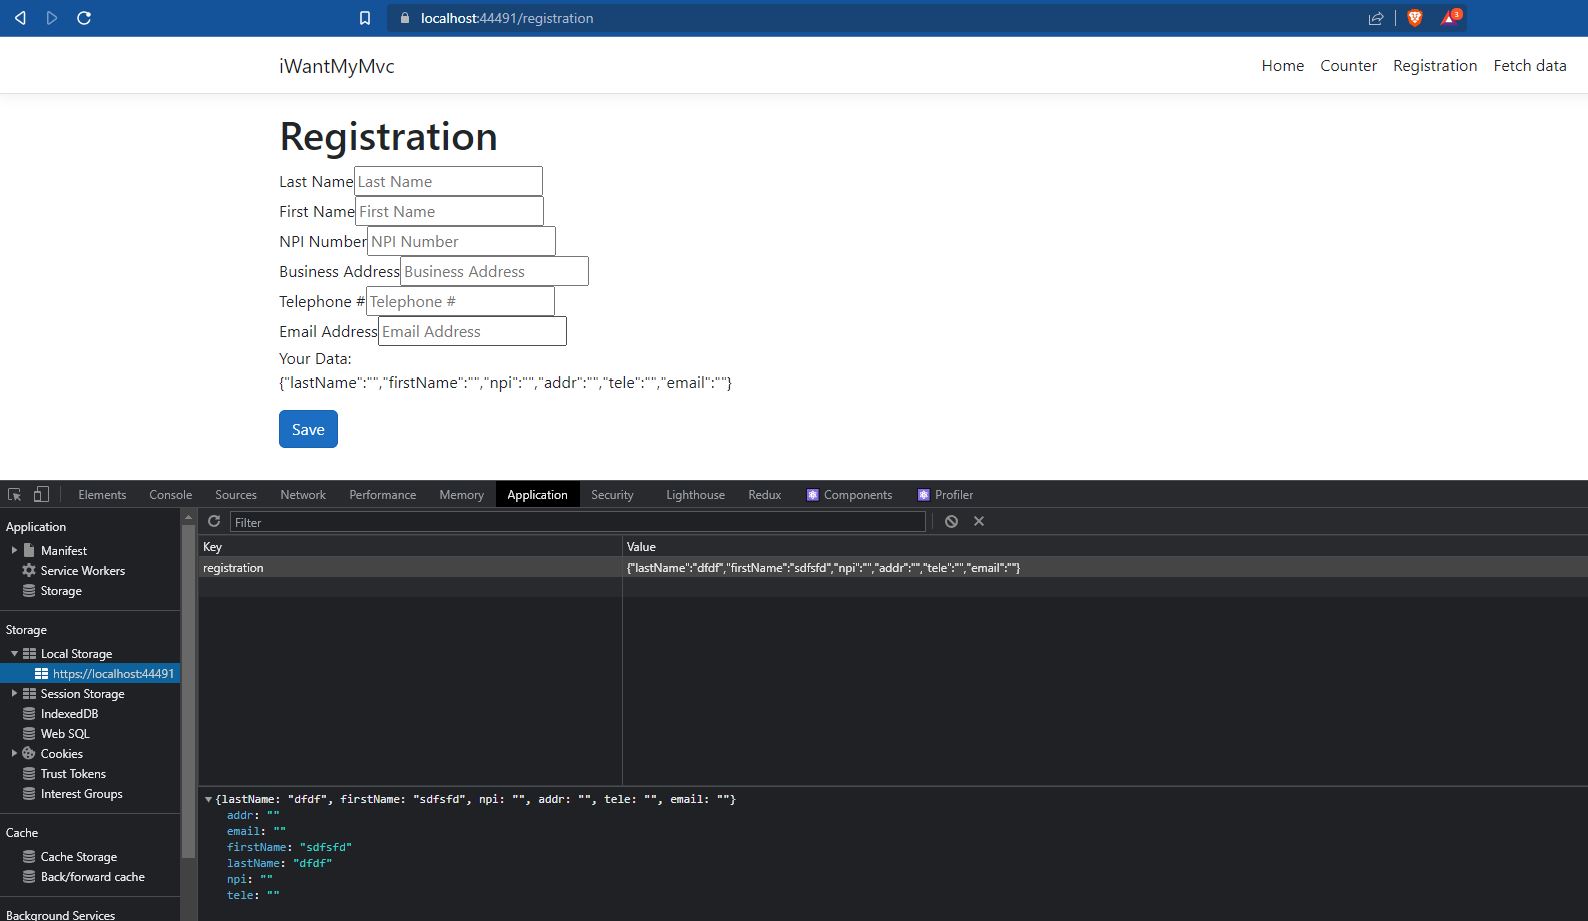 localhost:44491/registration
3
iWantMyMvc
Home Counter Registration Fetch data
Registration
Last Name Last Name
First Name First Name
NPI Number NPI Number
Business Address Business Address
Telephone # Telephone #
Email Address Email Address
Your Data:
{"lastName":"","firstName":"","npi":"","addr":"","tele":"","email":""}
Save
Elements Console Sources Network Performance Memory Application Security Lighthouse Redux Components Profiler
Application
Manifest
Service Workers
Storage
Storage
Local Storage
https://localhost:44491
Session Storage
IndexedDB
Web SQL
Cookies
Trust Tokens
Interest Groups
Cache
Cache Storage
Back/forward cache
Background Services
Filter
Key Value
registration {"lastName":"dfdf","firstName":"sdfsfd","npi":"","addr":"","tele":"","email":""}
{lastName: "dfdf", firstName: "sdfsfd", npi: "", addr: "", tele: "", email: ""}
addr: ""
email: ""
firstName: "sdfsfd"
lastName: "dfdf"
npi: ""
tele: ""